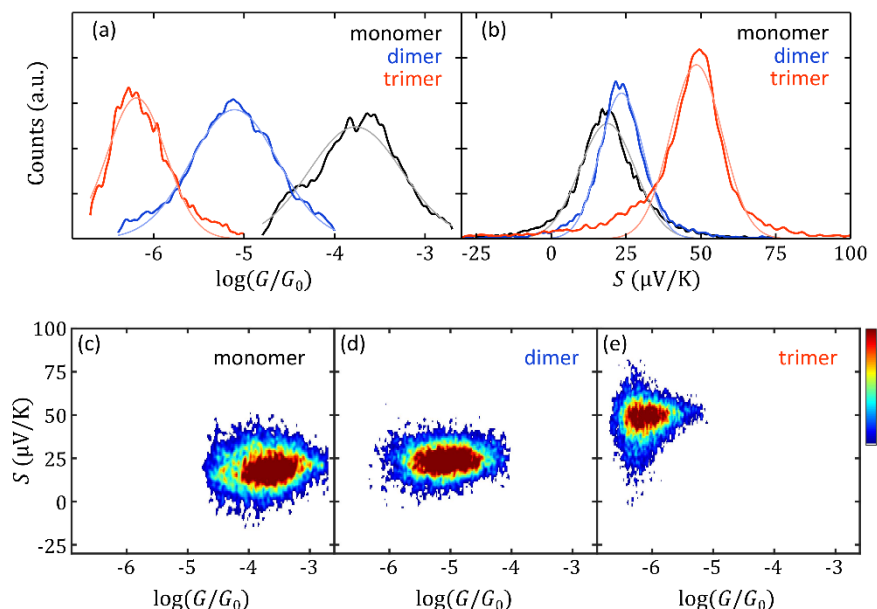 (a)
monomer
dimer
trimer
Counts (a.u.)
-6
-5
-4
-3
log(G/G₀)
(b)
monomer
dimer
trimer
-25
0
25
50
75
100
S (μV/K)
S (μV/K)
100
75
50
25
0
-25
(c)
monomer
-6
-5
-4
-3
log(G/G₀)
(d)
dimer
-6
-5
-4
-3
log(G/G₀)
(e)
trimer
-6
-5
-4
-3
log(G/G₀)